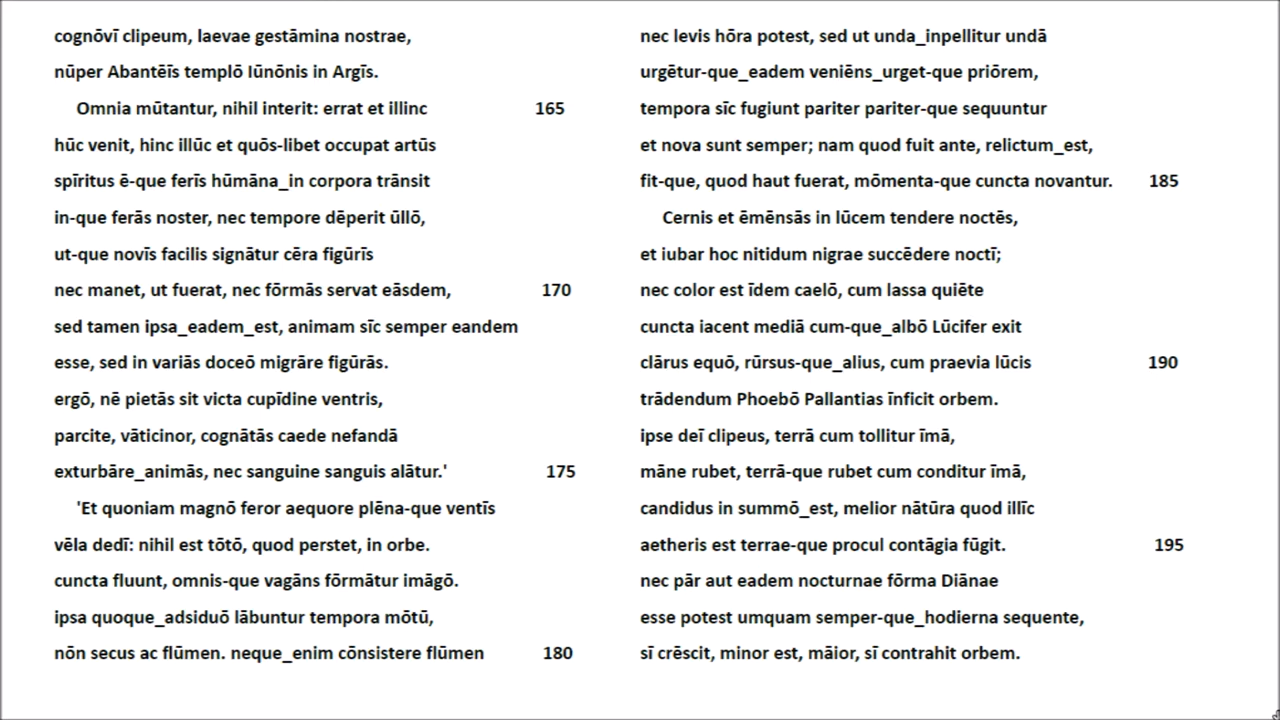 cognōvī clipeum, laevae gestāmina nostrae,
nūper Abantēīs templō Iūnōnis in Argīs.
Omnia mūtantur, nihil interit: errat et illinc 165
hūc venit, hinc illūc et quōs-libet occupat artūs
spīritus ē-que ferīs hūmāna_in corpora trānsit
in-que ferās noster, nec tempore dēperit ūllō,
ut-que novīs facilis signātur cēra figūrīs
nec manet, ut fuerat, nec fōrmās servat eāsdem, 170
sed tamen ipsa_eadem_est, animam sīc semper eandem
esse, sed in variās doceō migrāre figūrās.
ergō, nē pietās sit victa cupīdine ventris,
parcite, vāticinor, cognātās caede nefandā
exturbāre_animās, nec sanguine sanguis alātur.' 175
'Et quoniam magnō feror aequore plēna-que ventīs
vēla dedī: nihil est tōtō, quod perstet, in orbe.
cuncta fluunt, omnis-que vagāns fōrmātur imāgō.
ipsa quoque_adsiduō lābuntur tempora mōtū,
nōn secus ac flūmen. neque_enim cōnsistere flūmen 180
nec levis hōra potest, sed ut unda_inpellitur undā
urgētur-que_eadem veniēns_urget-que priōrem,
tempora sīc fugiunt pariter pariter-que sequuntur
et nova sunt semper; nam quod fuit ante, relictum_est,
fit-que, quod haut fuerat, mōmenta-que cuncta novantur. 185
Cernis et ēmēnsās in lūcem tendere noctēs,
et iubar hoc nitidum nigrae succēdere noctī;
nec color est īdem caelō, cum lassa quiēte
cuncta iacent mediā cum-que_albō Lūcifer exit
clārus equō, rūrsus-que_alius, cum praevia lūcis 190
trādendum Phoebō Pallantias īnficit orbem.
ipse deī clipeus, terrā cum tollitur īmā,
māne rubet, terrā-que rubet cum conditur īmā,
candidus in summō_est, melior nātūra quod illīc
aetheris est terrae-que procul contāgia fūgit. 195
nec pār aut eadem nocturnae fōrma Diānae
esse potest umquam semper-que_hodierna sequente,
sī crēscit, minor est, māior, sī contrahit orbem.